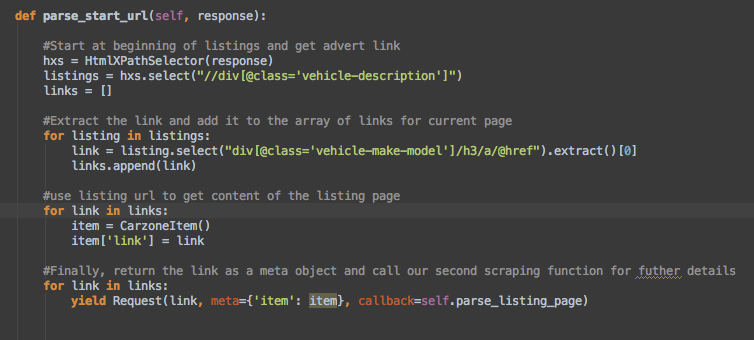 def parse_start_url(self, response):
#Start at beginning of listings and get advert link
hxs = HtmlXPathSelector(response)
listings = hxs.select("//div[@class='vehicle-description']")
links = []
#Extract the link and add it to the array of links for current page
for listing in listings:
link = listing.select("div[@class='vehicle-make-model']/h3/a/@href").extract()[0]
links.append(link)
#use listing url to get content of the listing page
for link in links:
item = CarzoneItem()
item['link'] = link
#Finally, return the link as a meta object and call our second scraping function for futher details
for link in links:
yield Request(link, meta={'item': item}, callback=self.parse_listing_page)